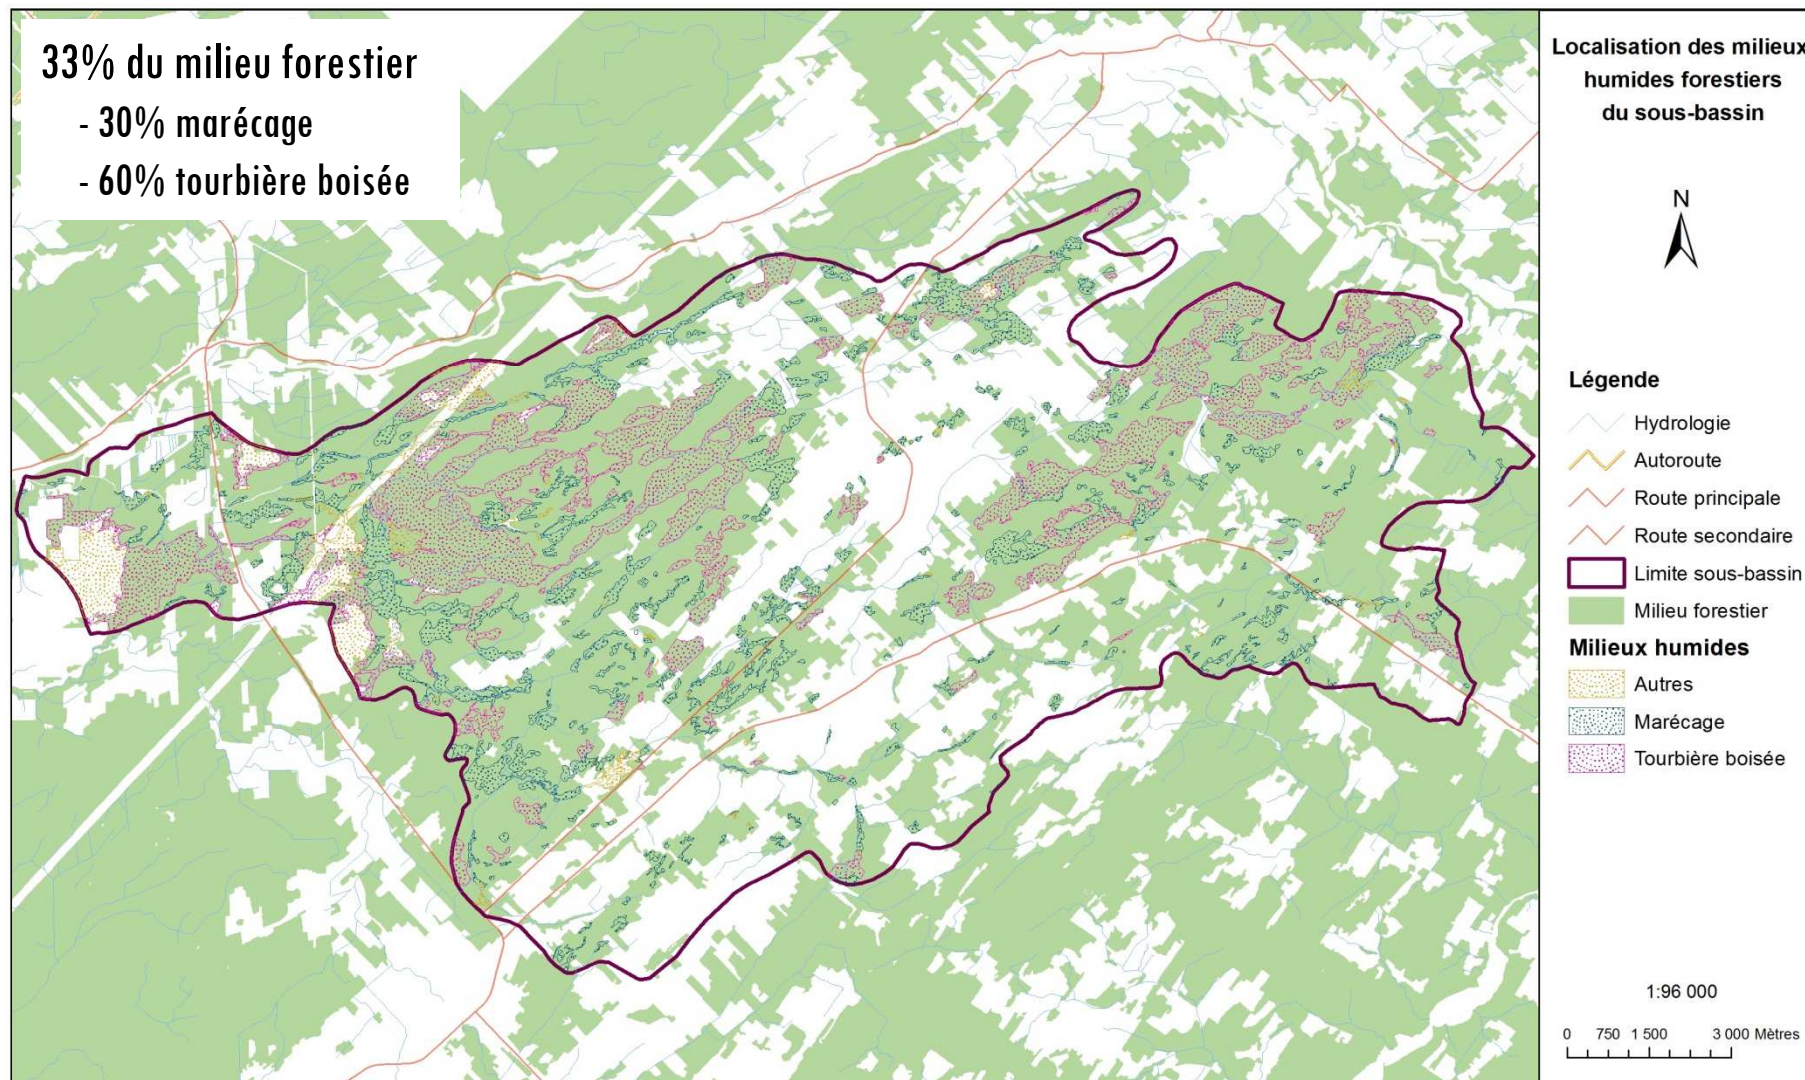 33% du milieu forestier
- 30% marécage
- 60% tourbière boisée
Localisation des milieux
humides forestiers
du sous-bassin
N
Légende
Hydrologie
Autoroute
Route principale
Route secondaire
Limite sous-bassin
Milieu forestier
Milieux humides
Autres
Marécage
Tourbière boisée
1:96 000
0 750 1 500 3 000 Mètres